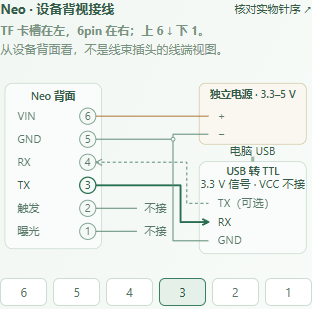 Neo · 设备背视接线
核对实物针序 ↗
TF 卡槽在左，6pin 在右；上 6 ↓ 下 1。
从设备背面看，不是线束插头的线端视图。
Neo 背面
VIN 6
GND 5
RX 4
TX 3
触发 2 不接
曝光 1 不接
独立电源 · 3.3–5 V
+
−
电脑 USB
USB 转 TTL
3.3 V 信号 · VCC 不接
TX（可选）
RX
GND
6 5 4 3 2 1